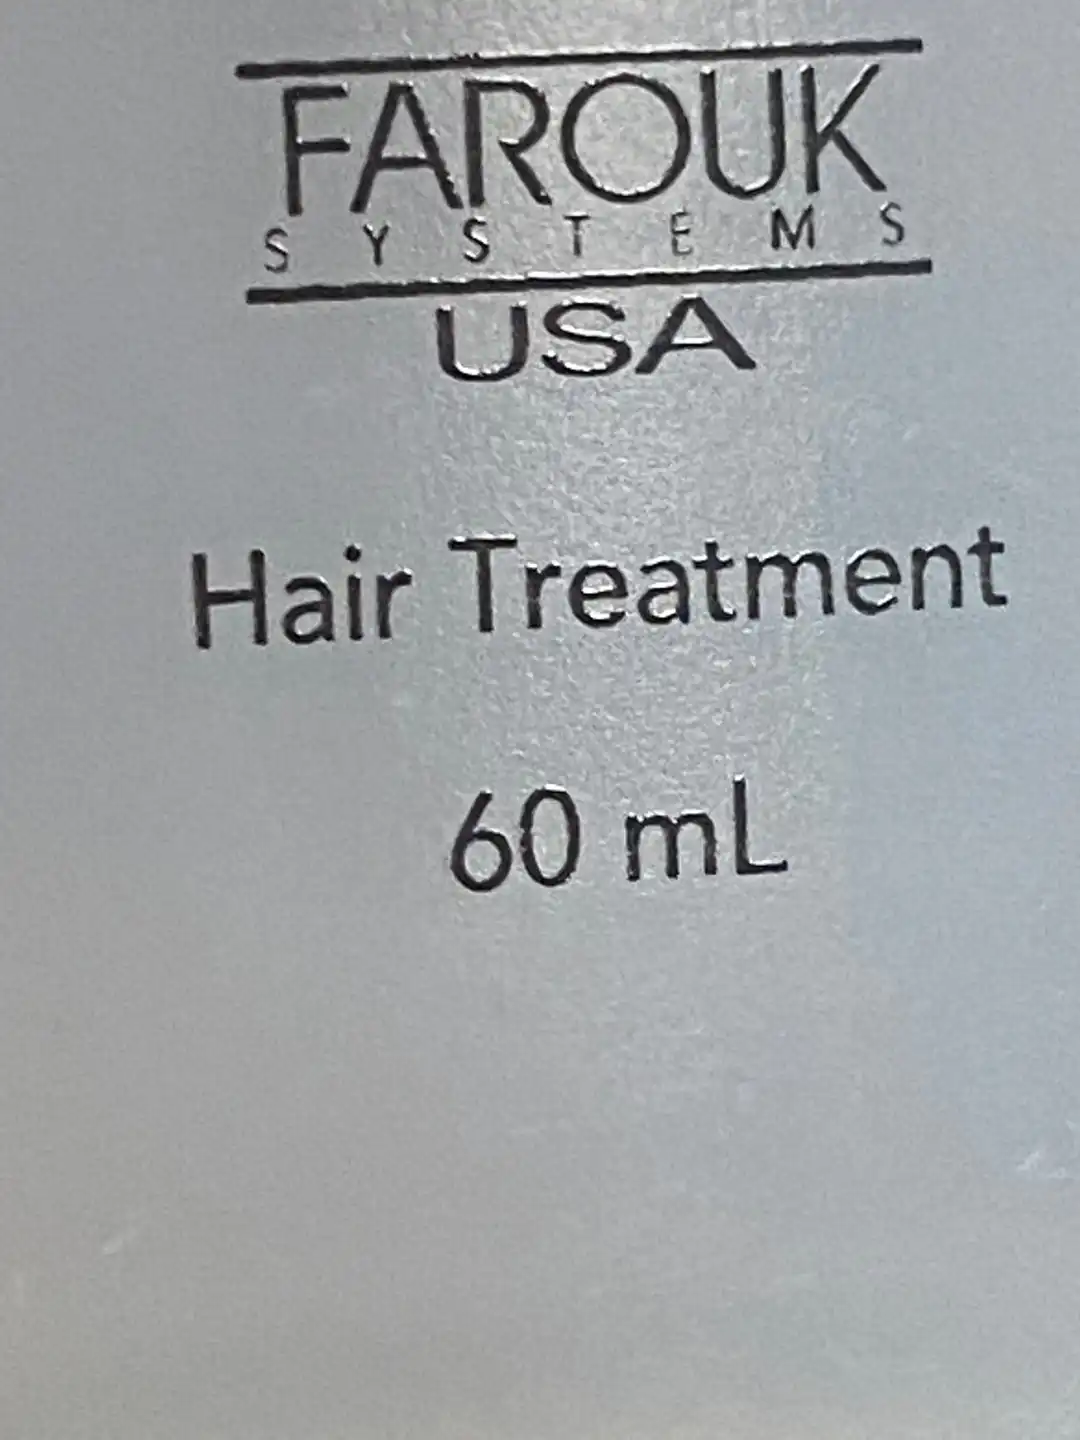 FAROUK
SYSTEMS
USA
Hair Treatment
60 mL